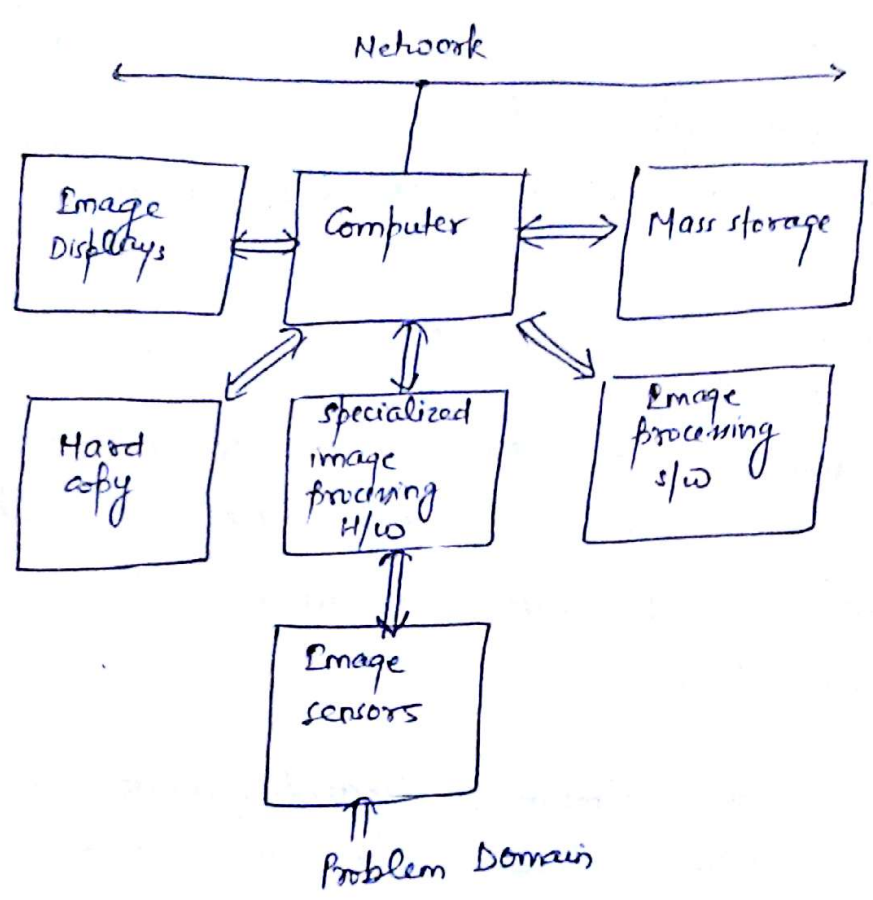 Network
Image
Displays
Computer
Mass storage
Hard
copy
specialized
image
processing
H/W
Image
processing
s/w
Image
sensors
Problem Domain